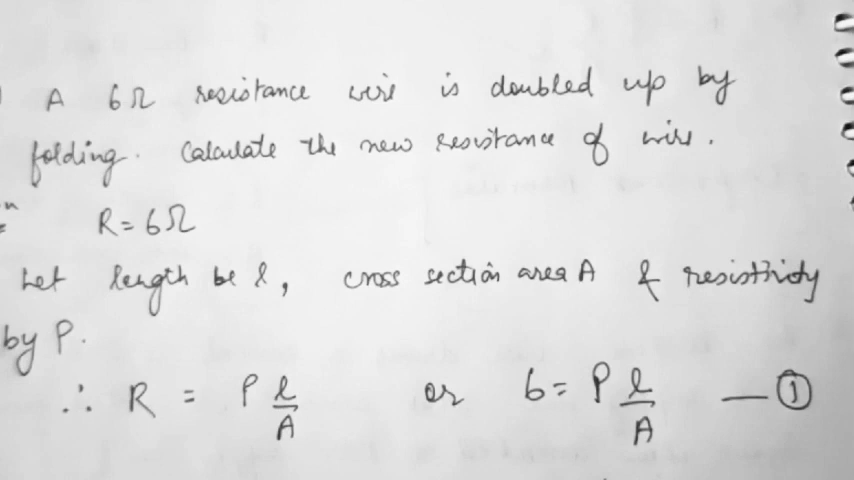 A 6Ω resistance wire is doubled up by
folding. Calculate the new resistance of wire.
R = 6Ω
Let length be l, cross section area A & resistivity
by ρ.
∴ R = ρ l/A or 6 = ρ l/A — ①